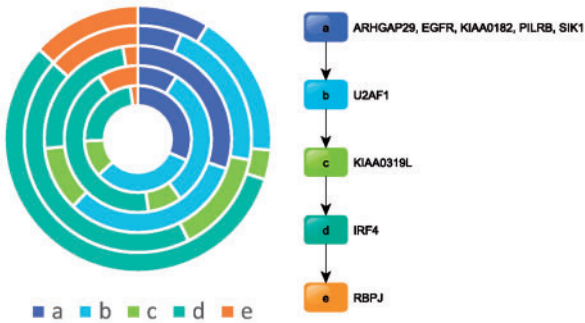 a ARHGAP29, EGFR, KIAA0182, PILRB, SIK1
b U2AF1
c KIAA0319L
d IRF4
e RBPJ
a b c d e